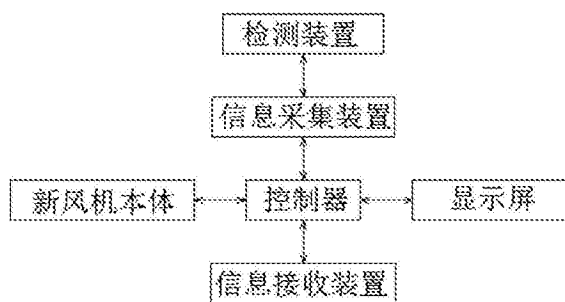 检测装置
信息采集装置
新风机本体
控制器
显示屏
信息接收装置